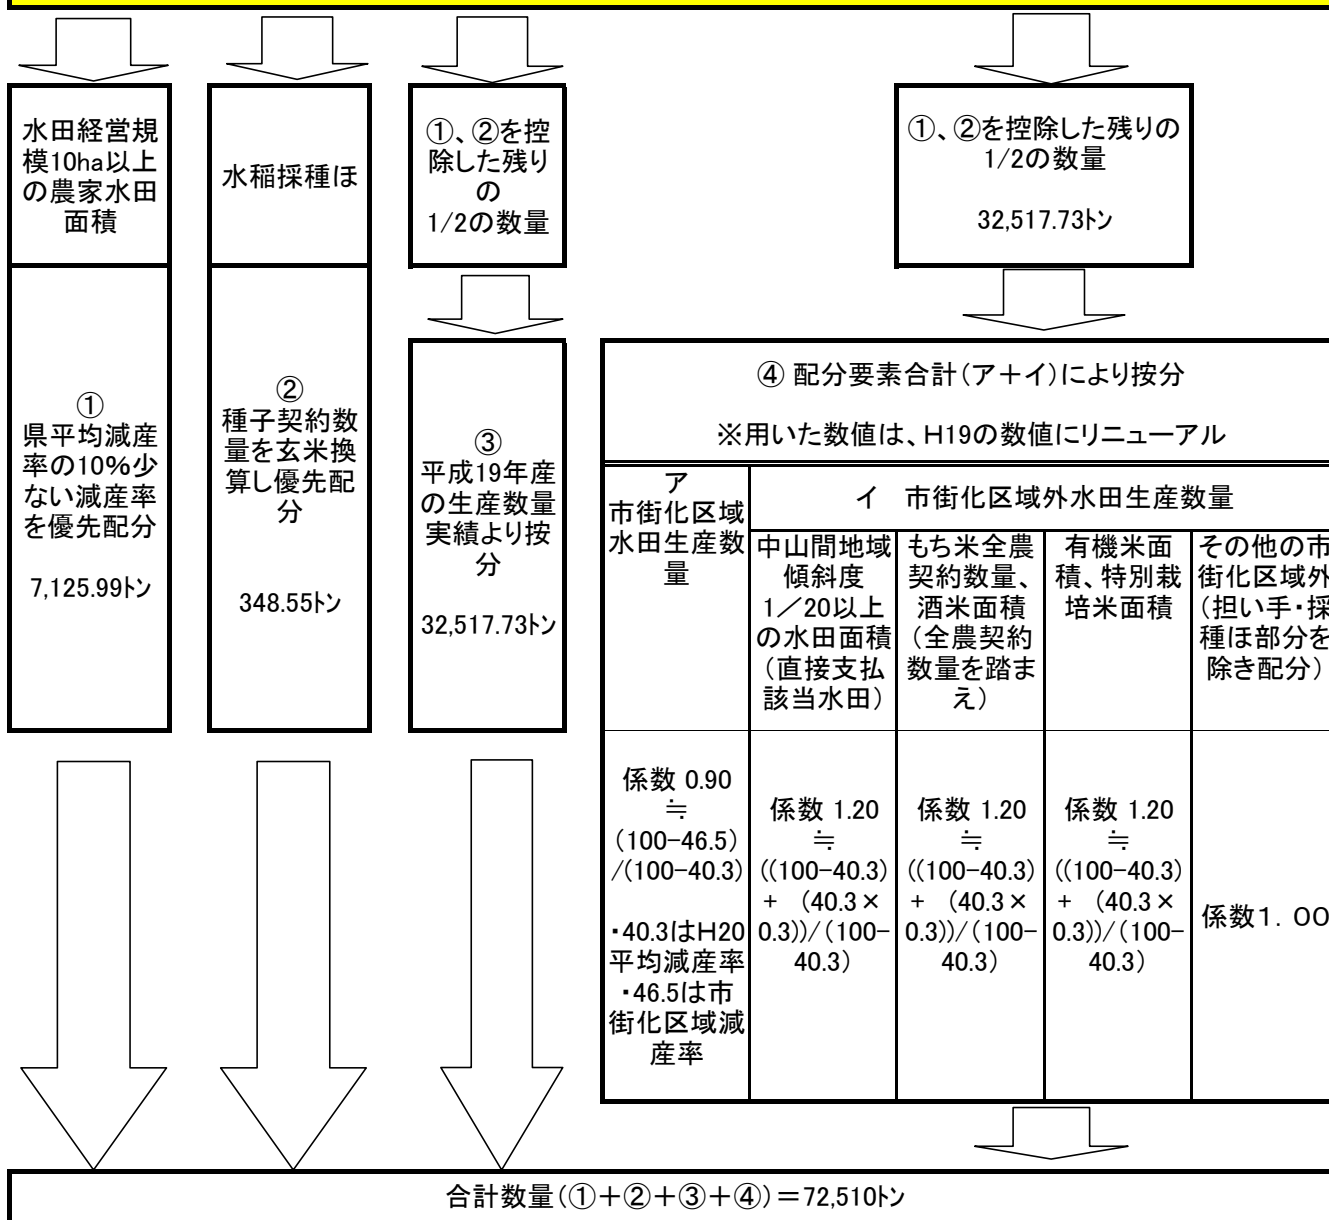 水田経営規
模10ha以上
の農家水田
面積
水稲採種ほ
①、②を控
除した残り
の
1/2の数量
①、②を控除した残りの
1/2の数量
32,517.73トン
①
県平均減産
率の10%少
ない減産率
を優先配分
7,125.99トン
②
種子契約数
量を玄米換
算し優先配
分
348.55トン
③
平成19年産
の生産数量
実績より按
分
32,517.73トン
④ 配分要素合計(ア+イ)により按分
※用いた数値は、H19の数値にリニューアル
ア
市街化区域
水田生産数
量
イ 市街化区域外水田生産数量
中山間地域
傾斜度
1/20以上
の水田面積
(直接支払
該当水田)
もち米全農
契約数量、
酒米面積
(全農契約
数量を踏ま
え)
有機米面
積、特別栽
培米面積
その他の市
街化区域外
(担い手・採
種ほ部分を
除き配分)
係数 0.90
≒
(100-46.5)
/(100-40.3)
・40.3はH20
平均減産率
・46.5は市
街化区域減
産率
係数 1.20
≒
((100-40.3)
+ (40.3×
0.3))/(100-
40.3)
係数 1.20
≒
((100-40.3)
+ (40.3×
0.3))/(100-
40.3)
係数 1.20
≒
((100-40.3)
+ (40.3×
0.3))/(100-
40.3)
係数1.00
合計数量(①+②+③+④)=72,510トン